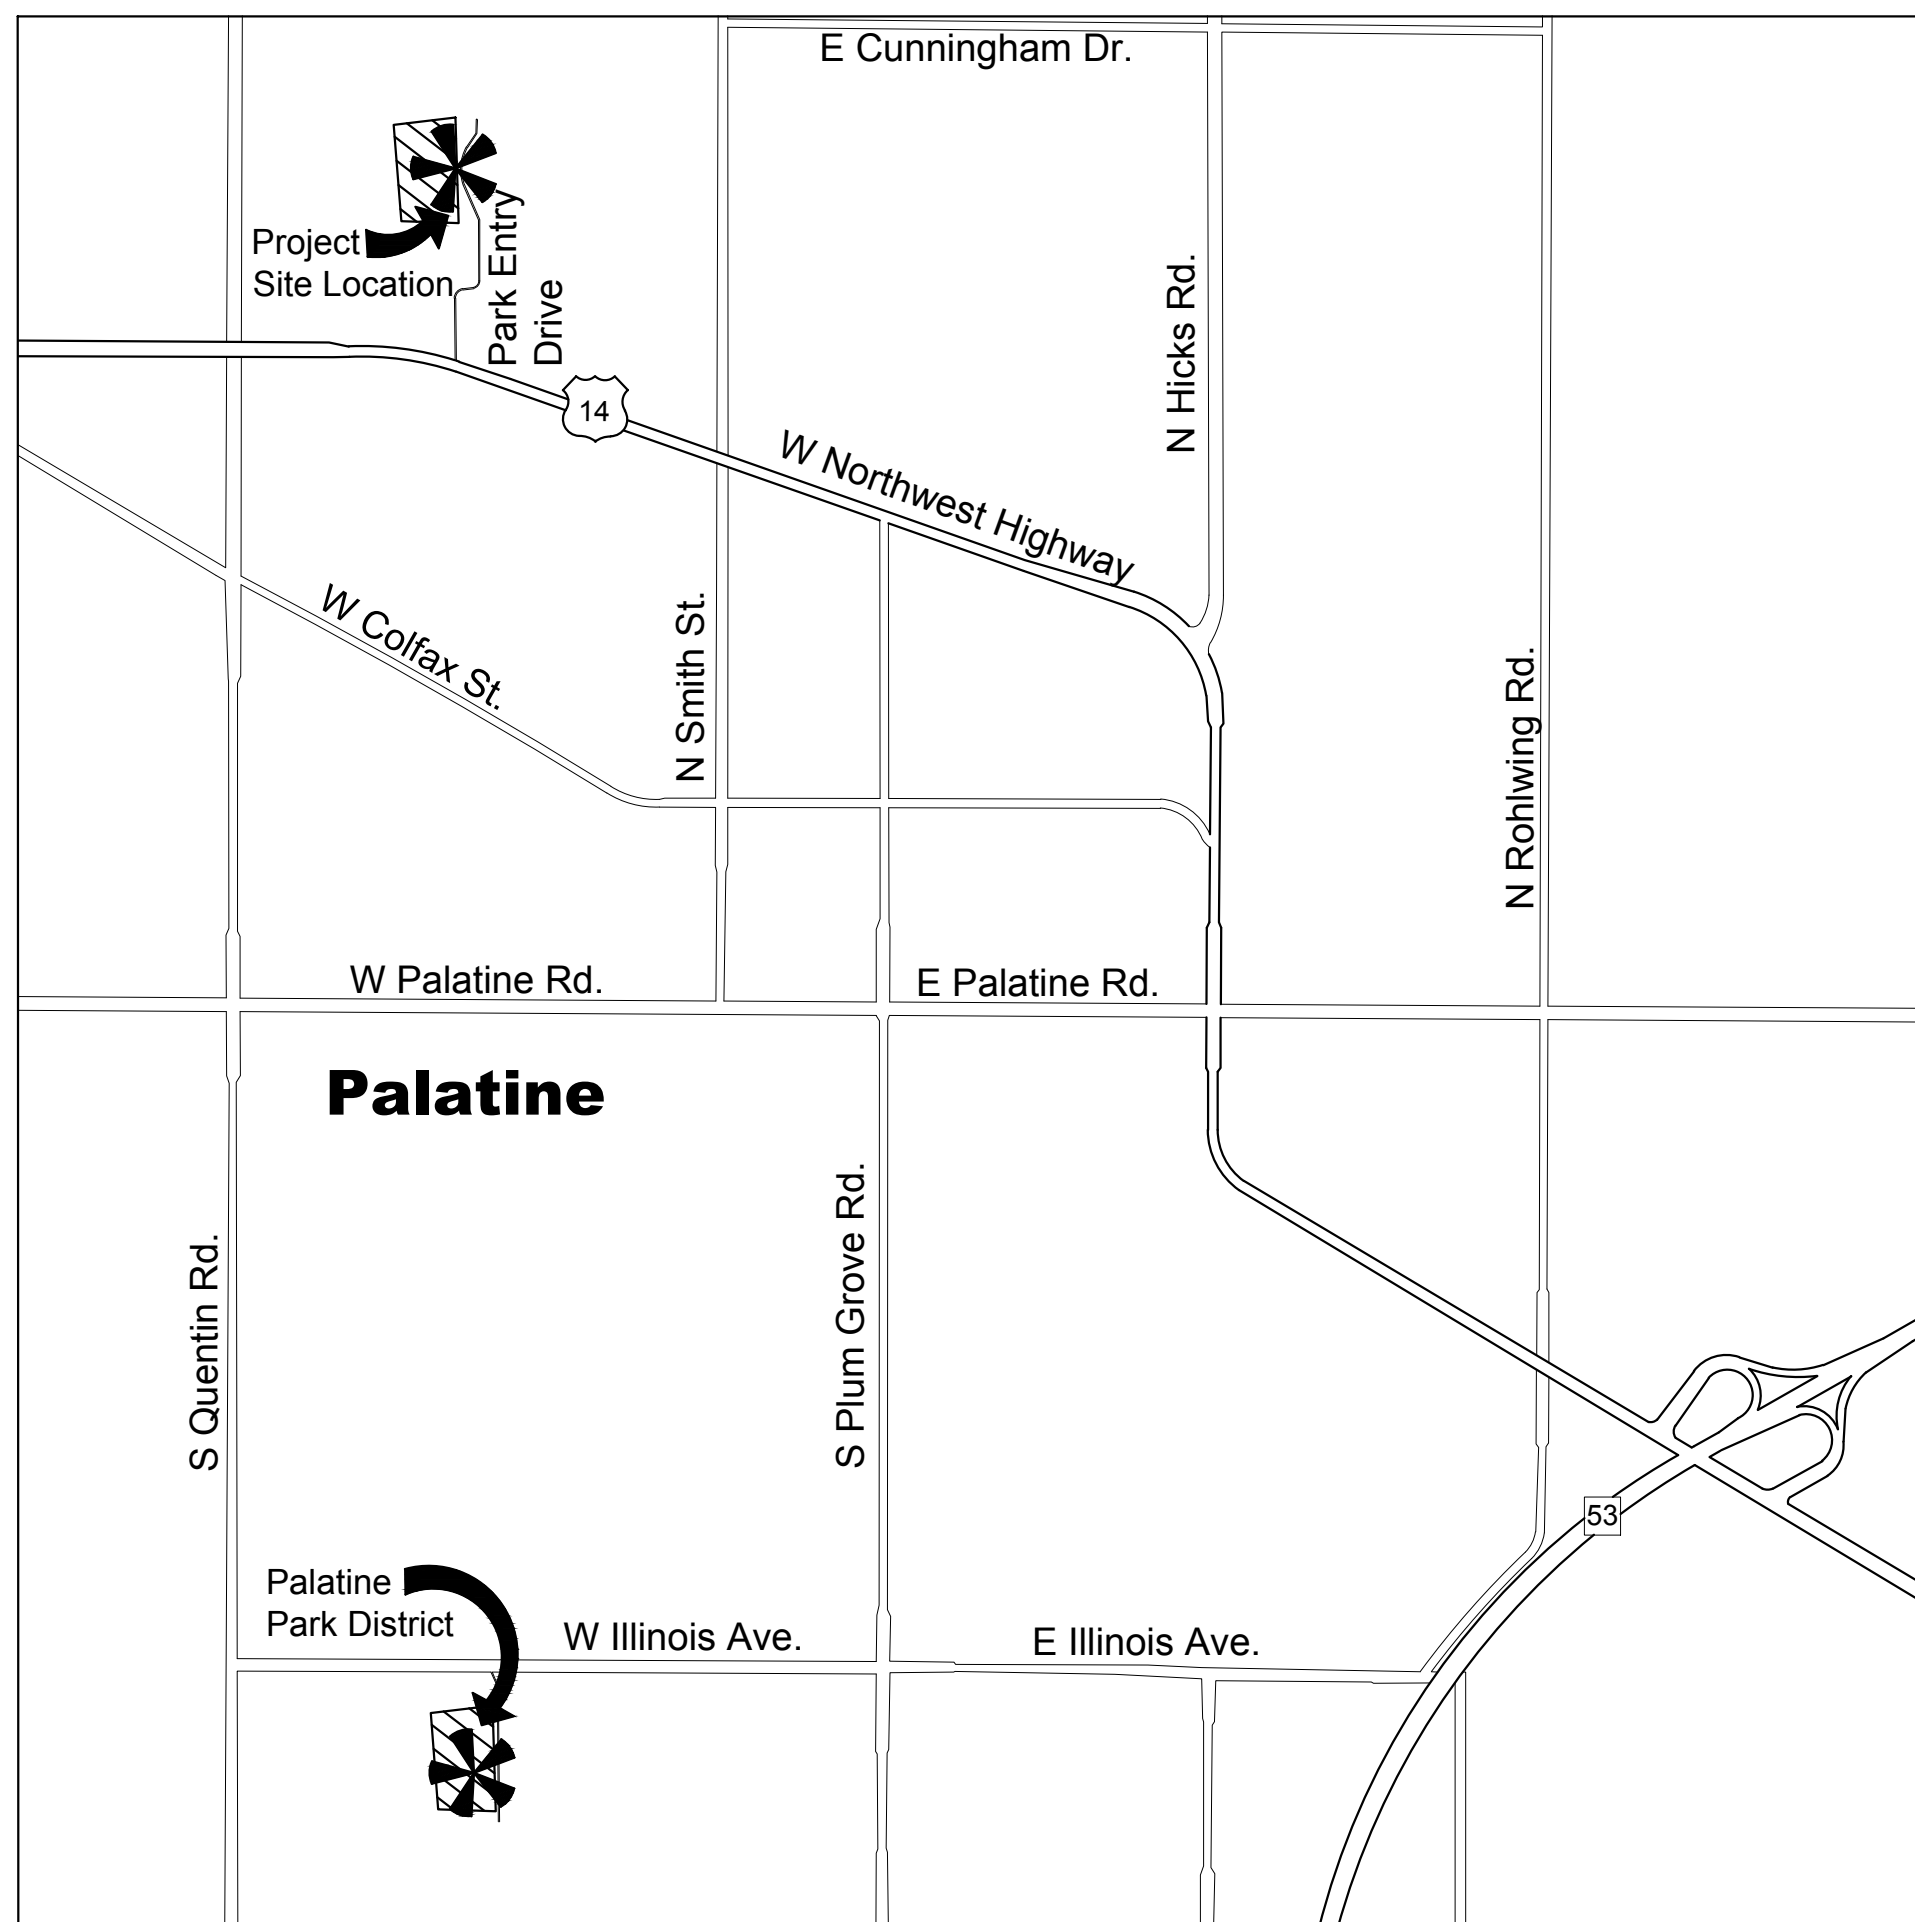 E Cunningham Dr.
Project
Site Location
Park Entry
Drive
N Hicks Rd.
14
W Northwest Highway
W Colfax St.
N Smith St.
N Rohlwing Rd.
W Palatine Rd.
E Palatine Rd.
Palatine
S Quentin Rd.
S Plum Grove Rd.
53
Palatine
Park District
W Illinois Ave.
E Illinois Ave.